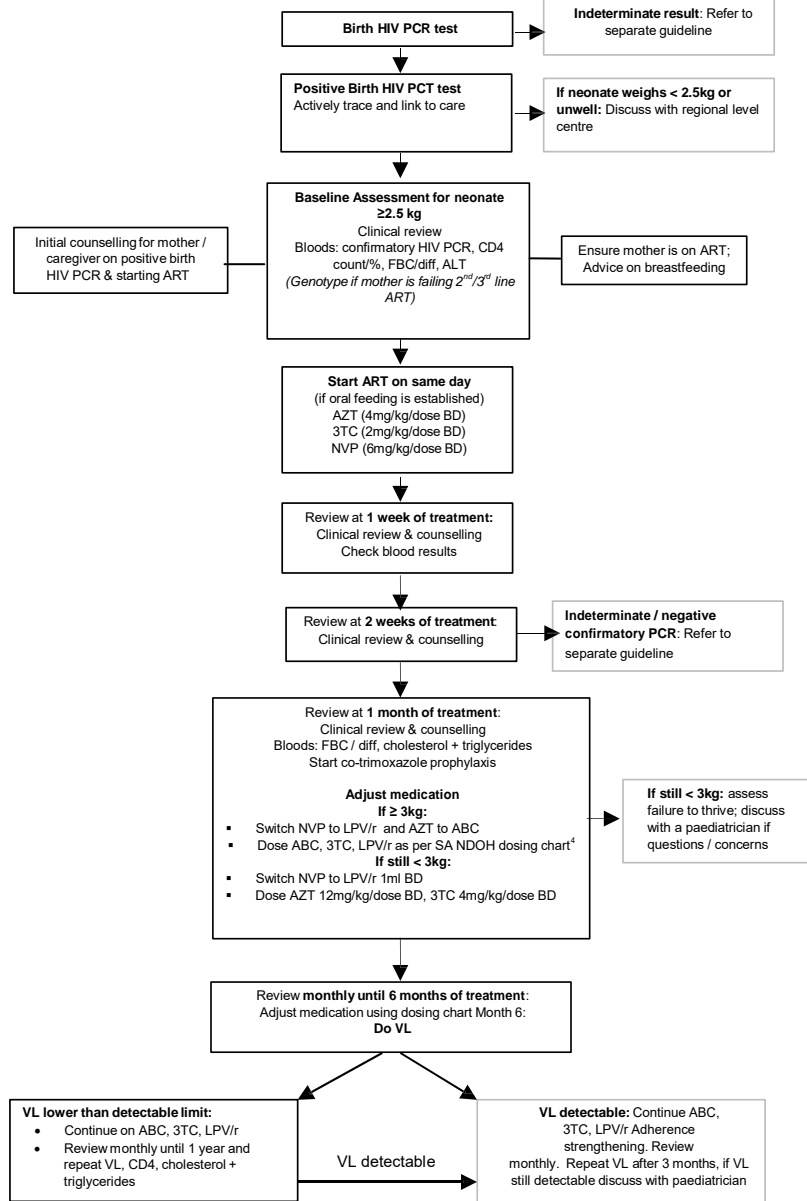 Birth HIV PCR test
Indeterminate result: Refer to
separate guideline
Positive Birth HIV PCT test
Actively trace and link to care
If neonate weighs < 2.5kg or
unwell: Discuss with regional level
centre
Baseline Assessment for neonate
≥2.5 kg
Clinical review
Bloods: confirmatory HIV PCR, CD4
count/%, FBC/diff, ALT
(Genotype if mother is failing 2nd/3rd line
ART)
Initial counselling for mother /
caregiver on positive birth
HIV PCR & starting ART
Ensure mother is on ART;
Advice on breastfeeding
Start ART on same day
(if oral feeding is established)
AZT (4mg/kg/dose BD)
3TC (2mg/kg/dose BD)
NVP (6mg/kg/dose BD)
Review at 1 week of treatment:
Clinical review & counselling
Check blood results
Review at 2 weeks of treatment:
Clinical review & counselling
Indeterminate / negative
confirmatory PCR: Refer to
separate guideline
Review at 1 month of treatment:
Clinical review & counselling
Bloods: FBC / diff, cholesterol + triglycerides
Start co-trimoxazole prophylaxis
Adjust medication
If ≥ 3kg:
▪ Switch NVP to LPV/r and AZT to ABC
▪ Dose ABC, 3TC, LPV/r as per SA NDOH dosing chart4
If still < 3kg:
▪ Switch NVP to LPV/r 1ml BD
▪ Dose AZT 12mg/kg/dose BD, 3TC 4mg/kg/dose BD
If still < 3kg: assess
failure to thrive; discuss
with a paediatrician if
questions / concerns
Review monthly until 6 months of treatment:
Adjust medication using dosing chart Month 6:
Do VL
VL lower than detectable limit:
• Continue on ABC, 3TC, LPV/r
• Review monthly until 1 year and
repeat VL, CD4, cholesterol +
triglycerides
VL detectable
VL detectable: Continue ABC,
3TC, LPV/r Adherence
strengthening. Review
monthly. Repeat VL after 3 months, if VL
still detectable discuss with paediatrician